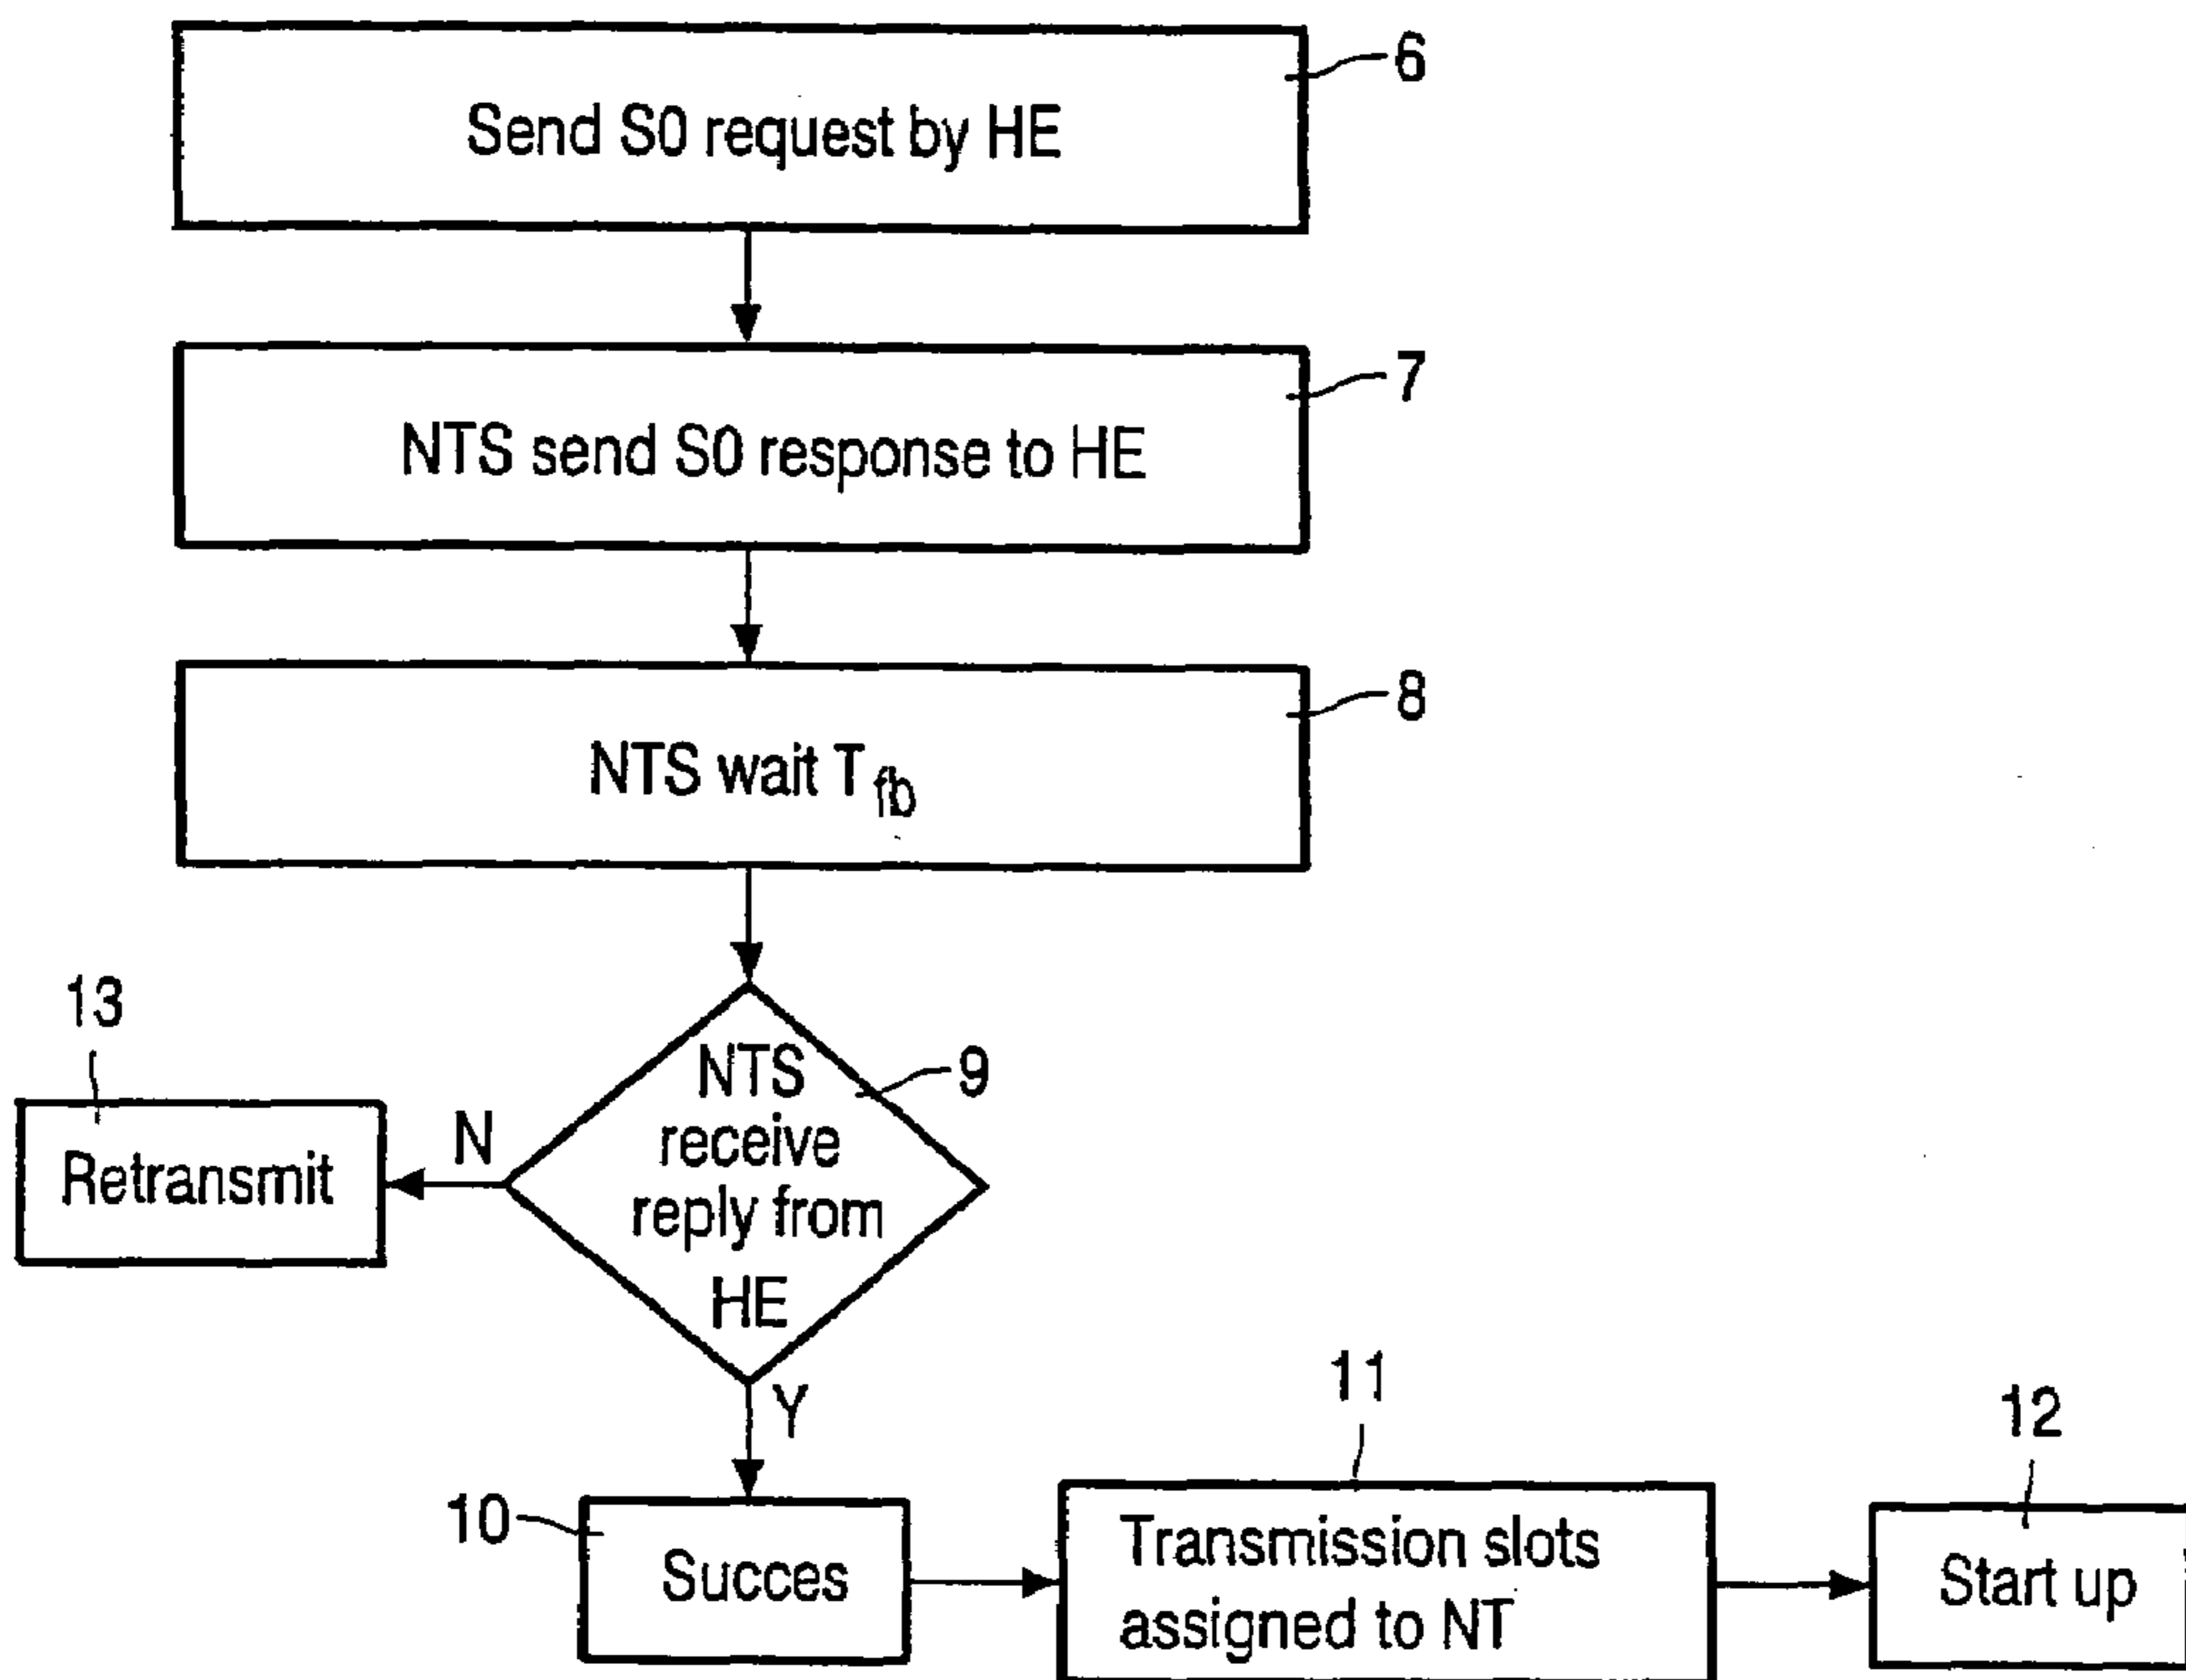 6
Send S0 request by HE
7
NTS send S0 response to HE
8
NTS wait Tfb
13
9
NTS
receive
reply from
HE
N
Retransmit
Y
10
Succes
11
Transmission slots
assigned to NT
12
Start up